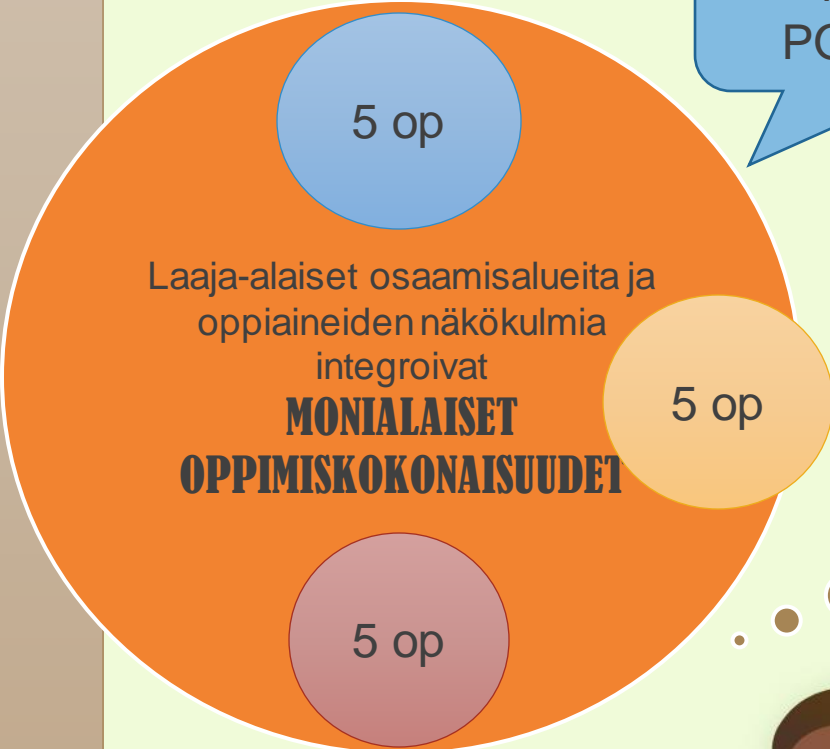 5 op
Laaja-alaiset osaamisalueita ja
oppiaineiden näkökulmia
integroivat
MONIALAISET
OPPIMISKOKONAISUUDET
5 op
5 op